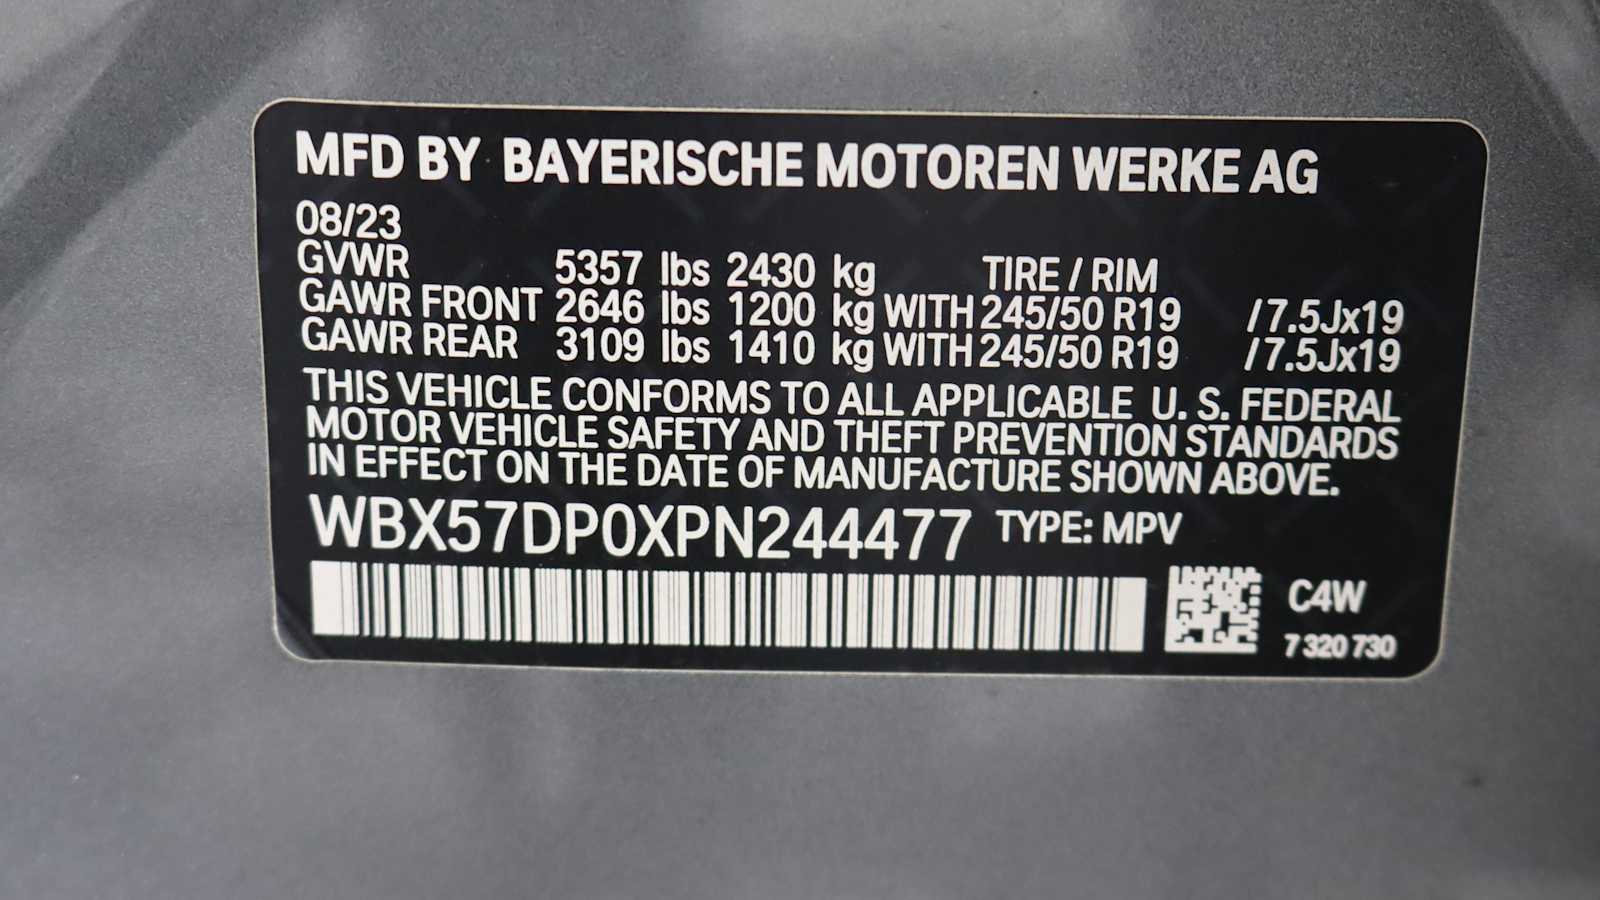 MFD BY BAYERISCHE MOTOREN WERKE AG
08/23
GVWR 5357 lbs 2430 kg TIRE / RIM
GAWR FRONT 2646 lbs 1200 kg WITH 245/50 R19 / 7.5Jx19
GAWR REAR 3109 lbs 1410 kg WITH 245/50 R19 / 7.5Jx19
THIS VEHICLE CONFORMS TO ALL APPLICABLE U. S. FEDERAL
MOTOR VEHICLE SAFETY AND THEFT PREVENTION STANDARDS
IN EFFECT ON THE DATE OF MANUFACTURE SHOWN ABOVE.
WBX57DP0XPN244477 TYPE: MPV
C4W
7 320 730